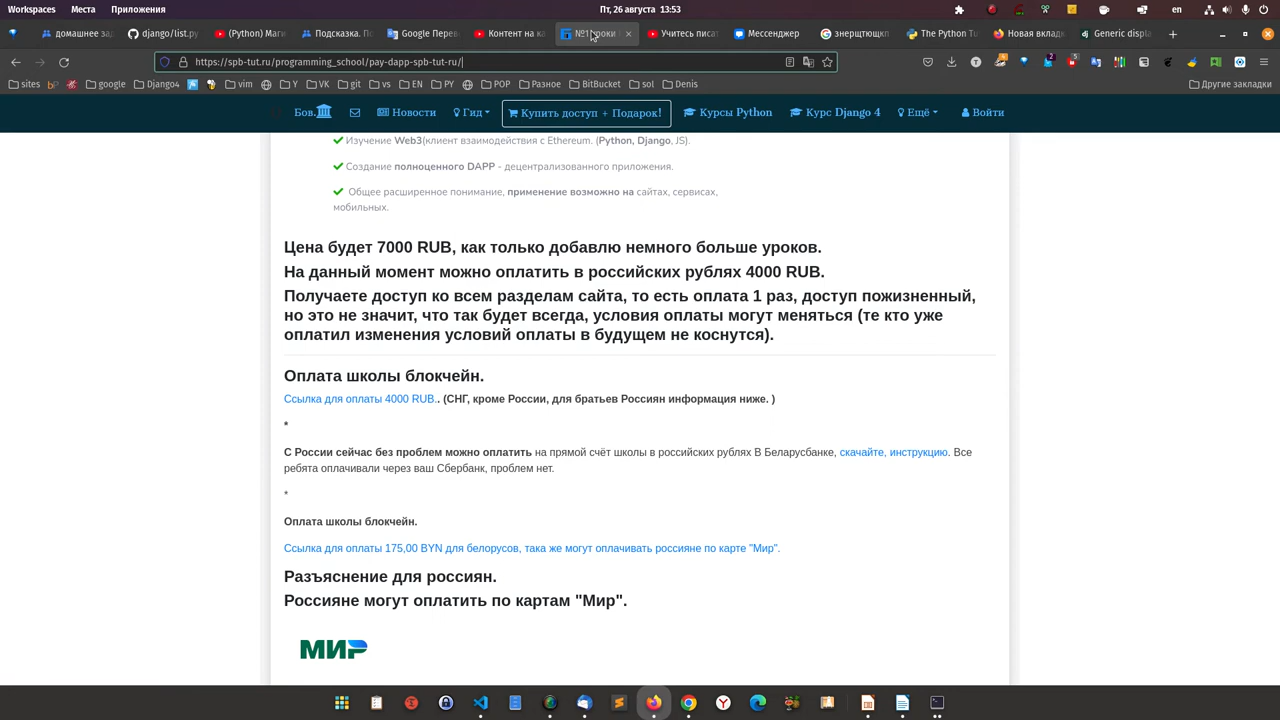 Workspaces Места Приложения Пт, 26 августа 13:53 en
домашнее зад github django/list.py (Python) Маги Подсказка. По Google Перев Контент на ка №1 Уроки Учитесь писат Мессенджер энзрщтющкп The Python Tu Новая вклад Generic displa
https://spb-tut.ru/programming_school/pay-dapp-spb-tut-ru/
sites bp google Django4 vim VK git vs EN PY POP Разное BitBucket sol Denis Другие закладки
Бов. Новости Гид Купить доступ + Подарок! Курсы Python Курс Django 4 Ещё Войти
Изучение Web3(клиент взаимодействия с Ethereum. (Python, Django, JS).
Создание полноценного DAPP - децентрализованного приложения.
Общее расширенное понимание, применение возможно на сайтах, сервисах,
мобильных.
Цена будет 7000 RUB, как только добавлю немного больше уроков.
На данный момент можно оплатить в российских рублях 4000 RUB.
Получаете доступ ко всем разделам сайта, то есть оплата 1 раз, доступ пожизненный,
но это не значит, что так будет всегда, условия оплаты могут меняться (те кто уже
оплатил изменения условий оплаты в будущем не коснутся).
Оплата школы блокчейн.
Ссылка для оплаты 4000 RUB.. (СНГ, кроме России, для братьев Россиян информация ниже. )
*
С России сейчас без проблем можно оплатить на прямой счёт школы в российских рублях В Беларусбанке, скачайте, инструкцию. Все
ребята оплачивали через ваш Сбербанк, проблем нет.
*
Оплата школы блокчейн.
Ссылка для оплаты 175,00 BYN для белорусов, така же могут оплачивать россияне по карте "Мир".
Разъяснение для россиян.
Россияне могут оплатить по картам "Мир".
МИР